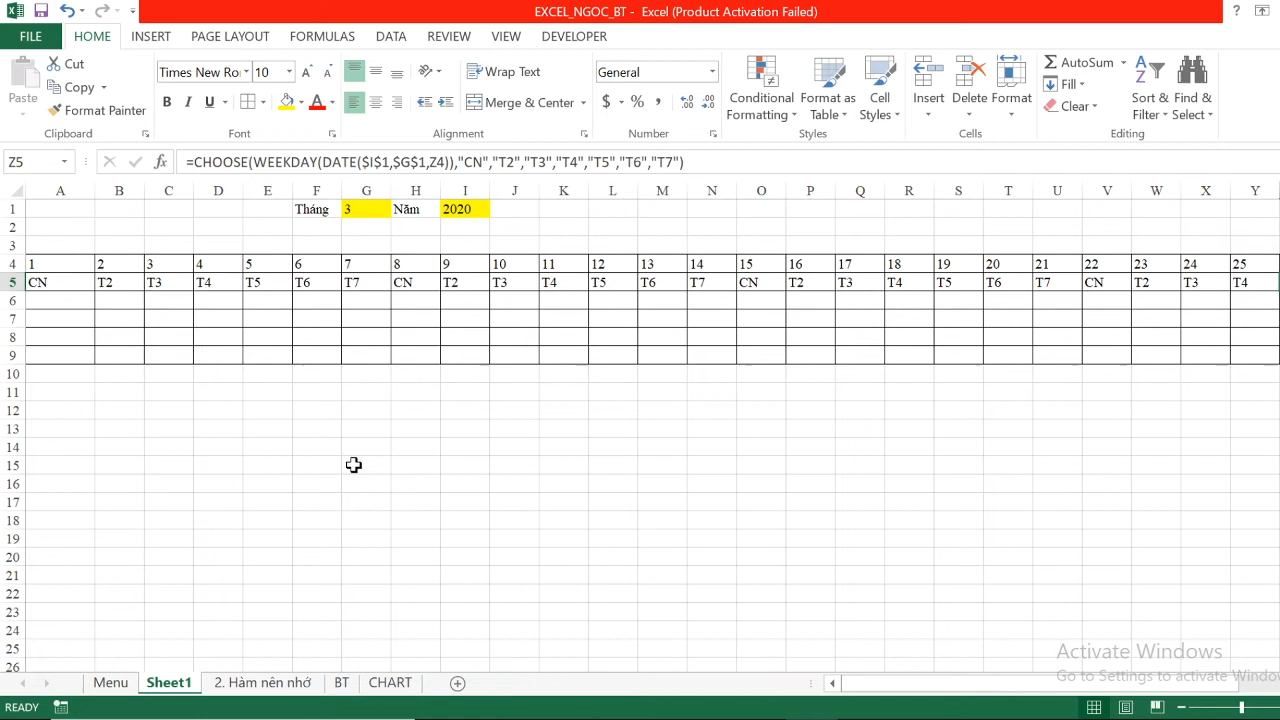 EXCEL_NGOC_BT - Excel (Product Activation Failed)
FILE HOME INSERT PAGE LAYOUT FORMULAS DATA REVIEW VIEW DEVELOPER
Cut
Copy
Format Painter
Paste
Clipboard
Times New Ror 10
B I U
Font
Wrap Text
Merge & Center
Alignment
General
$ % ,
Number
Conditional Formatting
Format as Table
Cell Styles
Styles
Insert Delete Format
Cells
AutoSum
Fill
Clear
Sort & Filter
Find & Select
Editing
Z5 fx =CHOOSE(WEEKDAY(DATE($I$1,$G$1,Z4)),"CN","T2","T3","T4","T5","T6","T7")
A B C D E F G H I J K L M N O P Q R S T U V W X Y
1 Tháng 3 Năm 2020
2
3
4 1 2 3 4 5 6 7 8 9 10 11 12 13 14 15 16 17 18 19 20 21 22 23 24 25
5 CN T2 T3 T4 T5 T6 T7 CN T2 T3 T4 T5 T6 T7 CN T2 T3 T4 T5 T6 T7 CN T2 T3 T4
6
7
8
9
10
11
12
13
14
15
16
17
18
19
20
21
22
23
24
25
26
Activate Windows
Go to Settings to activate Window
Menu Sheet1 2. Hàm nên nhớ BT CHART
READY